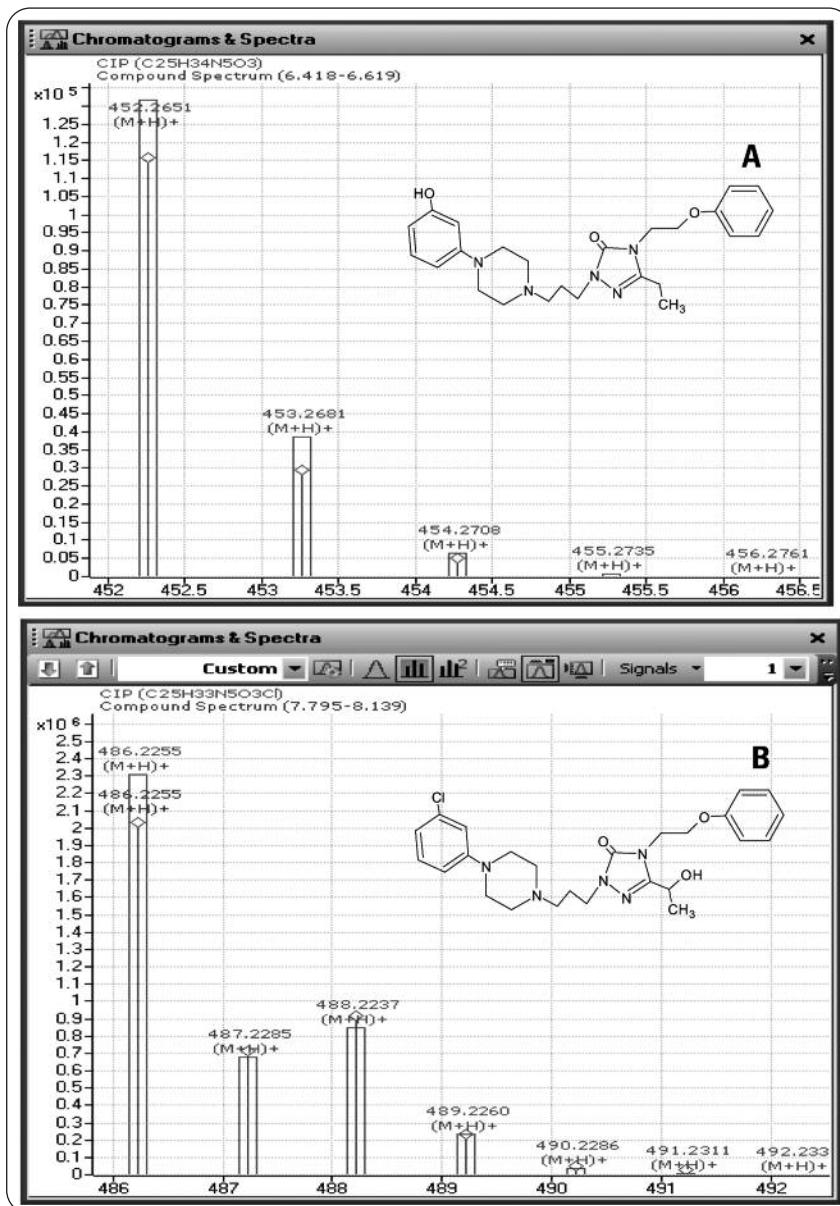 Chromatograms & Spectra
CIP (C25H34N5O3)
Compound Spectrum (6.418-6.619)
x10 5
452.2651
(M+H)+
1.25
1.2
1.15
1.1
1.05
1
0.95
0.9
0.85
0.8
0.75
0.7
0.65
0.6
0.55
0.5
0.45
0.4
0.35
0.3
0.25
0.2
0.15
0.1
0.05
0
A
HO
O
O
N
N
N
N
N
CH3
453.2681
(M+H)+
454.2708
(M+H)+
455.2735
(M+H)+
456.2761
(M+H)+
452 452.5 453 453.5 454 454.5 455 455.5 456 456.5
Chromatograms & Spectra
Custom Signals 1
CIP (C25H33N5O3Cl)
Compound Spectrum (7.795-8.139)
x10 6
2.5
2.4
2.3
2.2
2.1
2
1.9
1.8
1.7
1.6
1.5
1.4
1.3
1.2
1.1
1
0.9
0.8
0.7
0.6
0.5
0.4
0.3
0.2
0.1
0
486.2255
(M+H)+
486.2255
(M+H)+
B
Cl
O
O
N
N
N
N
N
OH
CH3
487.2285
(M+H)+
488.2237
(M+H)+
489.2260
(M+H)+
490.2286
(M+H)+
491.2311
(M+H)+
492.233
(M+H)+
486 487 488 489 490 491 492